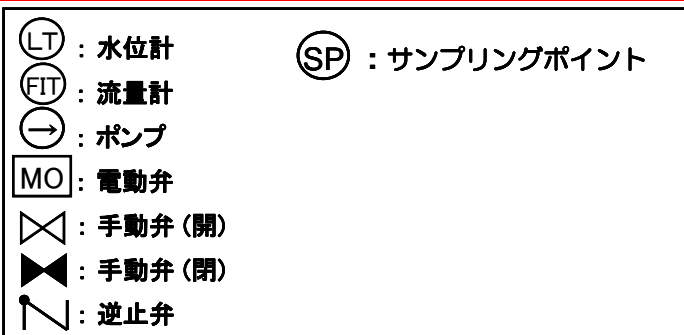 LT : 水位計
SP : サンプリングポイント
FIT : 流量計
: ポンプ
MO : 電動弁
: 手動弁 (開)
: 手動弁 (閉)
: 逆止弁